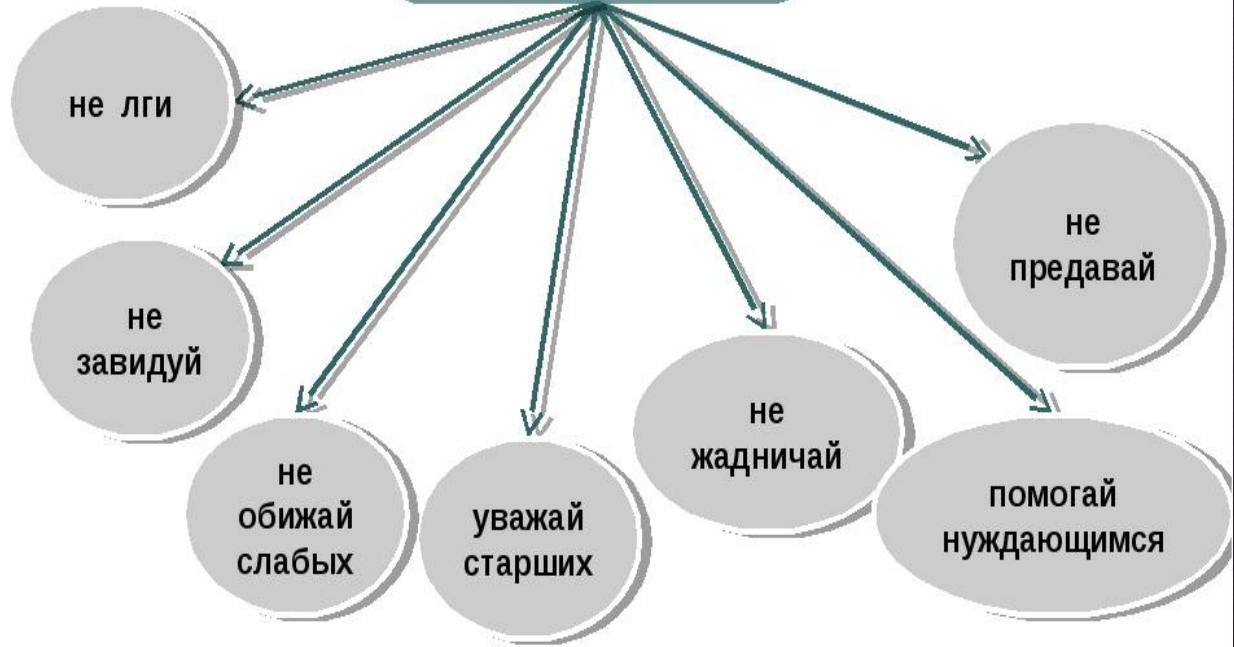 не лги
не
завидуй
не
обижай
слабых
уважай
старших
не
жадничай
помогай
нуждающимся
не
предавай